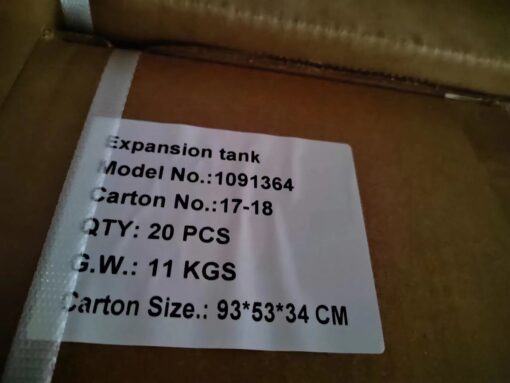 Expansion tank
Model No.:1091364
Carton No.:17-18
QTY: 20 PCS
G.W.: 11 KGS
Carton Size.: 93*53*34 CM